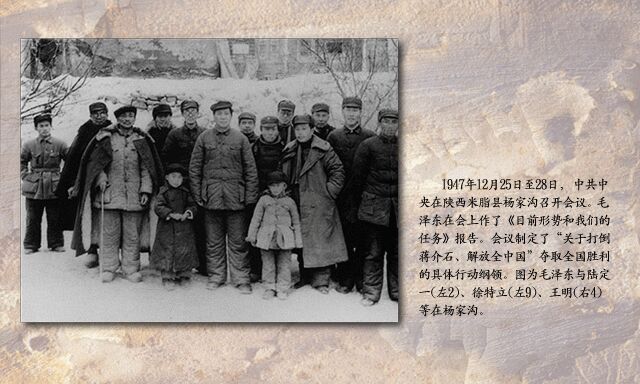 1947年12月25日至28日，中共中
央在陕西米脂县杨家沟召开会议。毛
泽东在会上作了《目前形势和我们的
任务》报告。会议制定了“关于打倒
蒋介石、解放全中国”夺取全国胜利
的具体行动纲领。图为毛泽东与陆定
一(左2)、徐特立(左9)、王明(右4)
等在杨家沟。